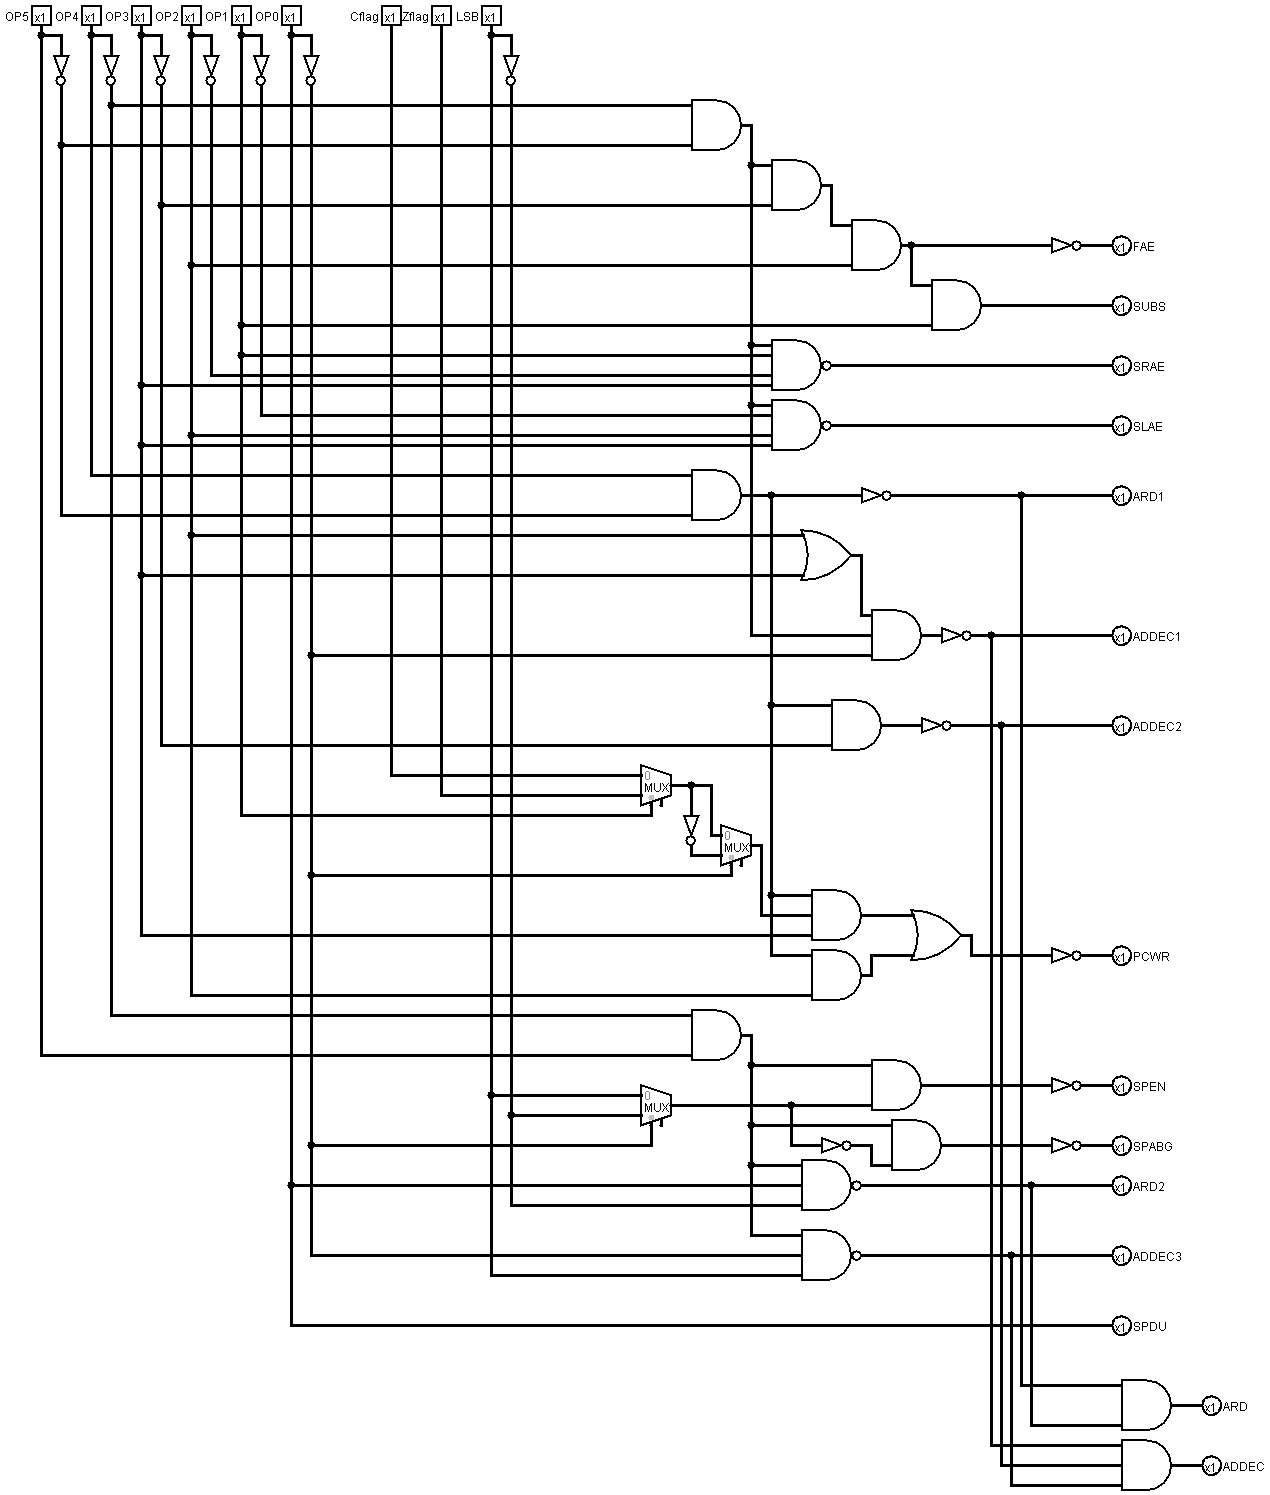 OP5 x1 OP4 x1 OP3 x1 OP2 x1 OP1 x1 OP0 x1 Cflag x1 Zflag x1 LSB x1
x1 FAE
x1 SUBS
x1 SRAE
x1 SLAE
x1 ARD1
x1 ADDEC1
x1 ADDEC2
0
MUX
0
MUX
x1 PCWR
x1 SPEN
0
MUX
x1 SPABG
x1 ARD2
x1 ADDEC3
x1 SPDU
x1 ARD
x1 ADDEC